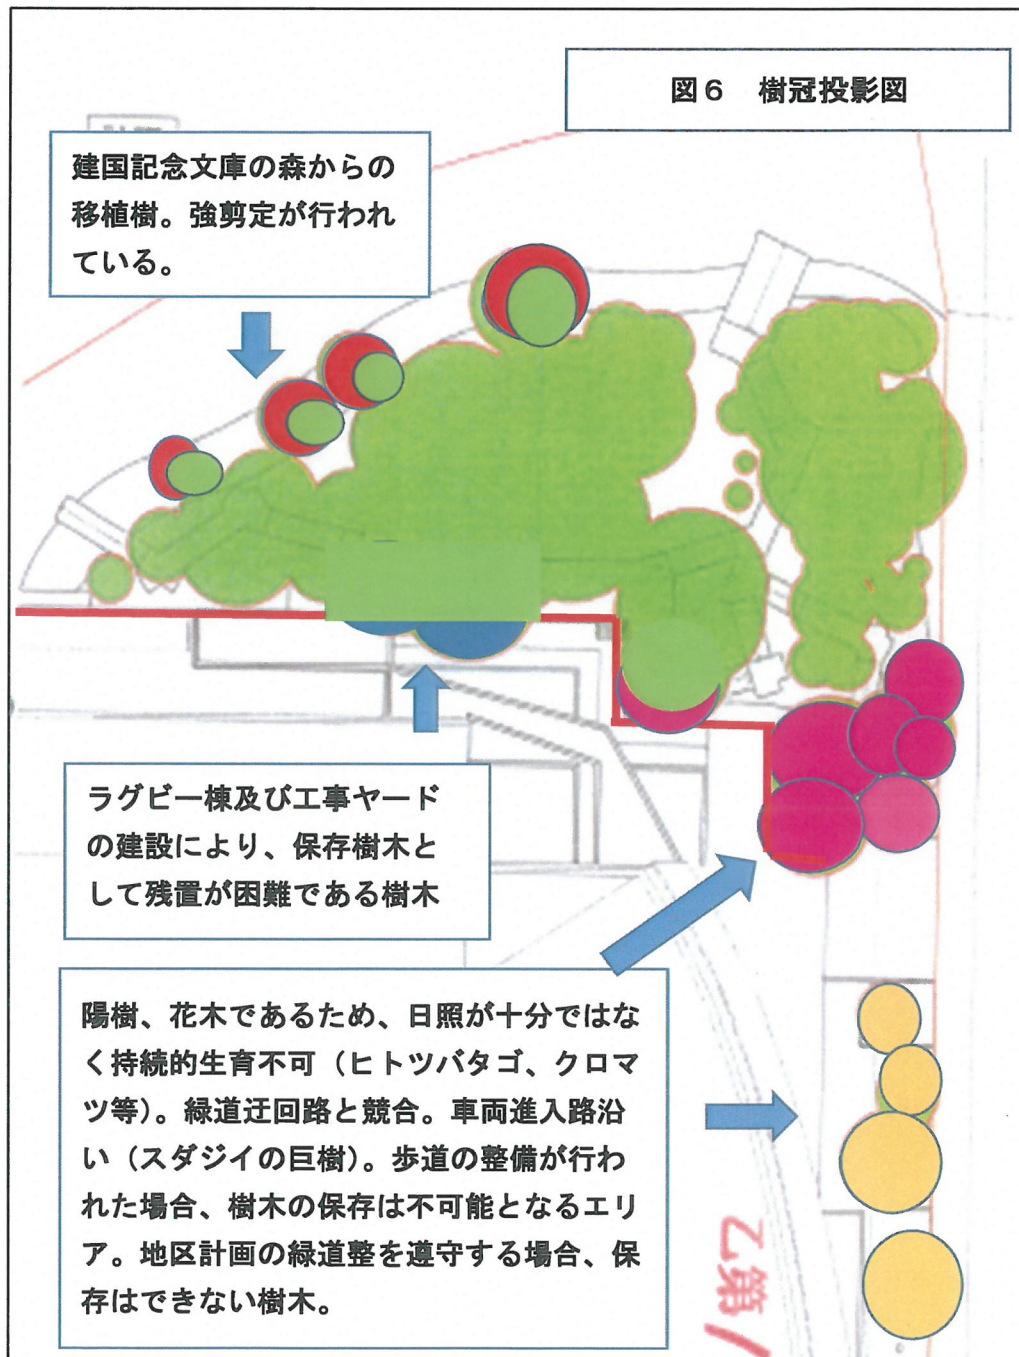 図6　樹冠投影図
建国記念文庫の森からの
移植樹。強剪定が行われ
ている。
ラグビー棟及び工事ヤード
の建設により、保存樹木と
して残置が困難である樹木
陽樹、花木であるため、日照が十分ではな
く持続的生育不可（ヒトツバタゴ、クロマ
ツ等）。緑道迂回路と競合。車両進入路沿
い（スダジイの巨樹）。歩道の整備が行わ
れた場合、樹木の保存は不可能となるエリ
ア。地区計画の緑道整を遵守する場合、保
存はできない樹木。
乙第